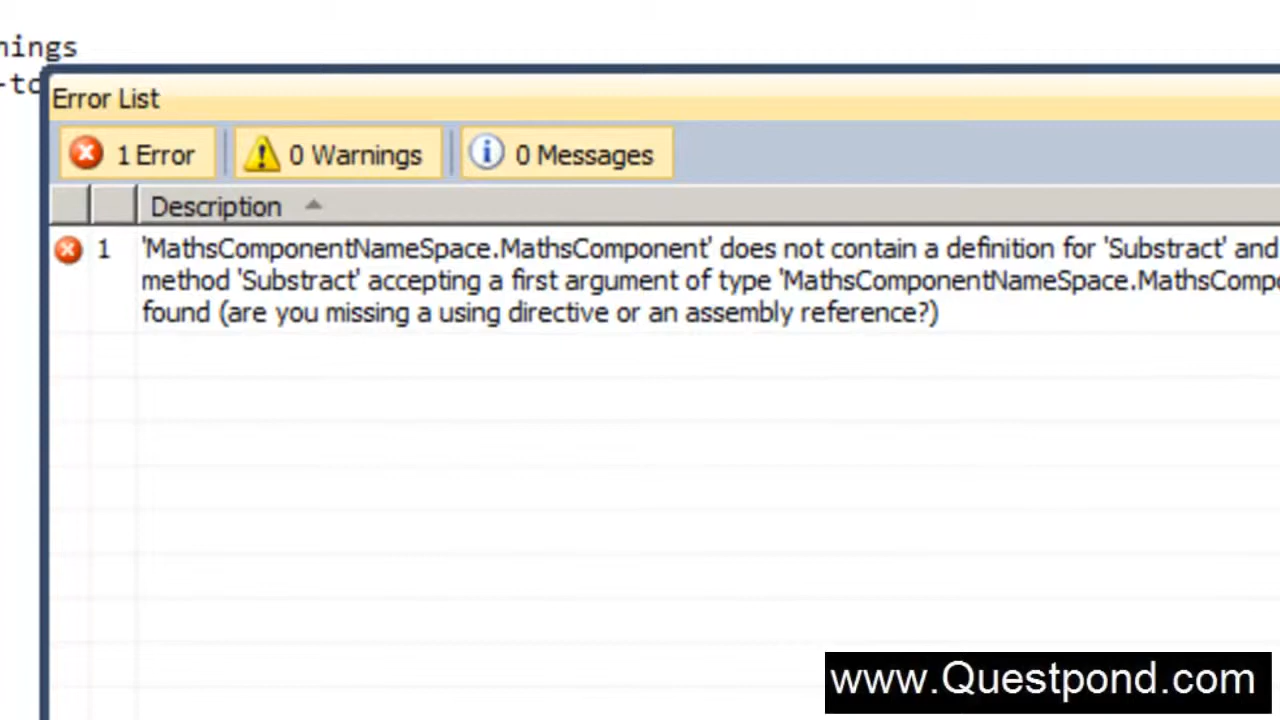 nings
-to
Error List
1 Error
0 Warnings
0 Messages
Description
1 'MathsComponentNameSpace.MathsComponent' does not contain a definition for 'Substract' and
method 'Substract' accepting a first argument of type 'MathsComponentNameSpace.MathsCompo
found (are you missing a using directive or an assembly reference?)
www.Questpond.com